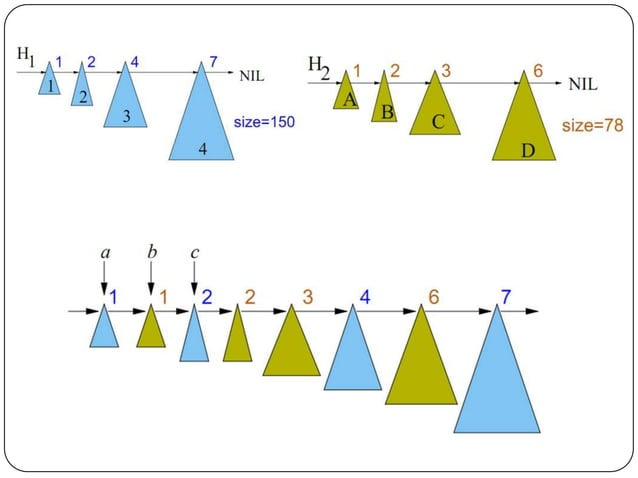 H1 1 2 4 7 NIL
1 2 3 4
size=150
H2 1 2 3 6 NIL
A B C D
size=78
a b c
1 1 2 2 3 4 6 7